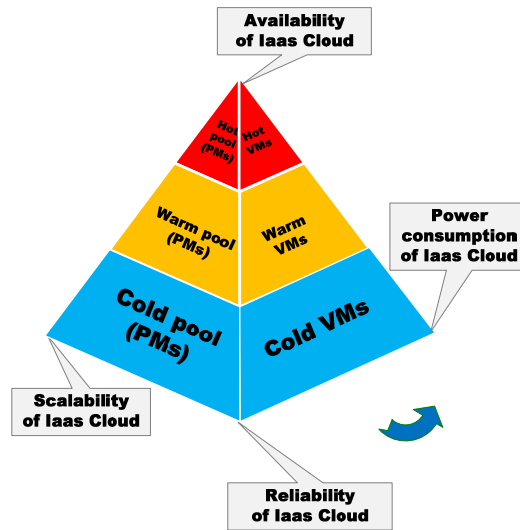 Availability
of Iaas Cloud
Hot
pool
(PMs)
Hot
VMs
Warm pool
(PMs)
Warm
VMs
Power
consumption
of Iaas Cloud
Cold pool
(PMs)
Cold VMs
Scalability
of Iaas Cloud
Reliability
of Iaas Cloud